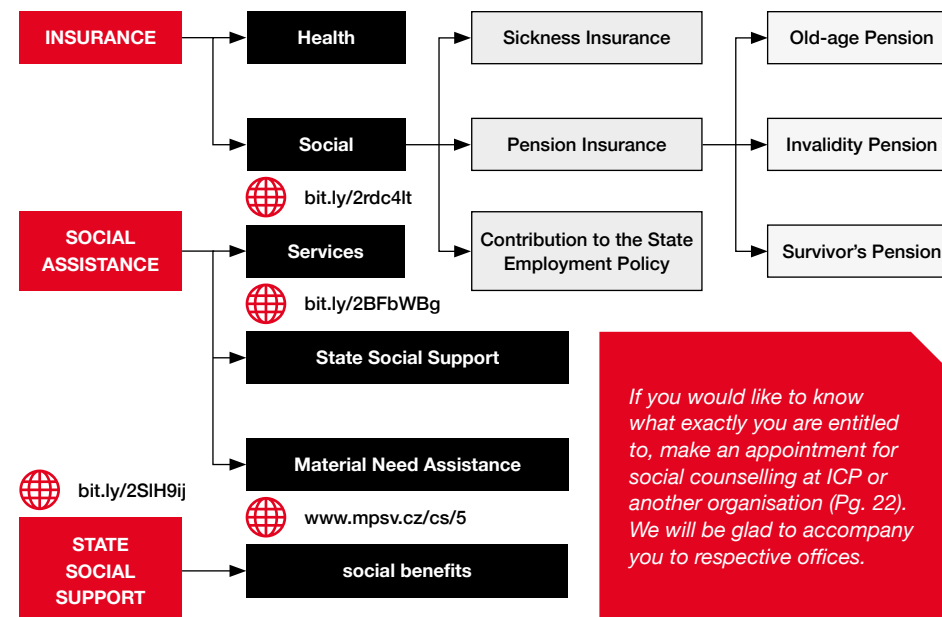 INSURANCE
Health
Sickness Insurance
Old-age Pension
Social
Pension Insurance
Invalidity Pension
bit.ly/2rdc4lt
SOCIAL
ASSISTANCE
Services
Contribution to the State
Employment Policy
Survivor's Pension
bit.ly/2BFbWBg
State Social Support
If you would like to know
what exactly you are entitled
to, make an appointment for
social counselling at ICP or
another organisation (Pg. 22).
We will be glad to accompany
you to respective offices.
Material Need Assistance
bit.ly/2SlH9ij
www.mpsv.cz/cs/5
STATE
SOCIAL
SUPPORT
social benefits